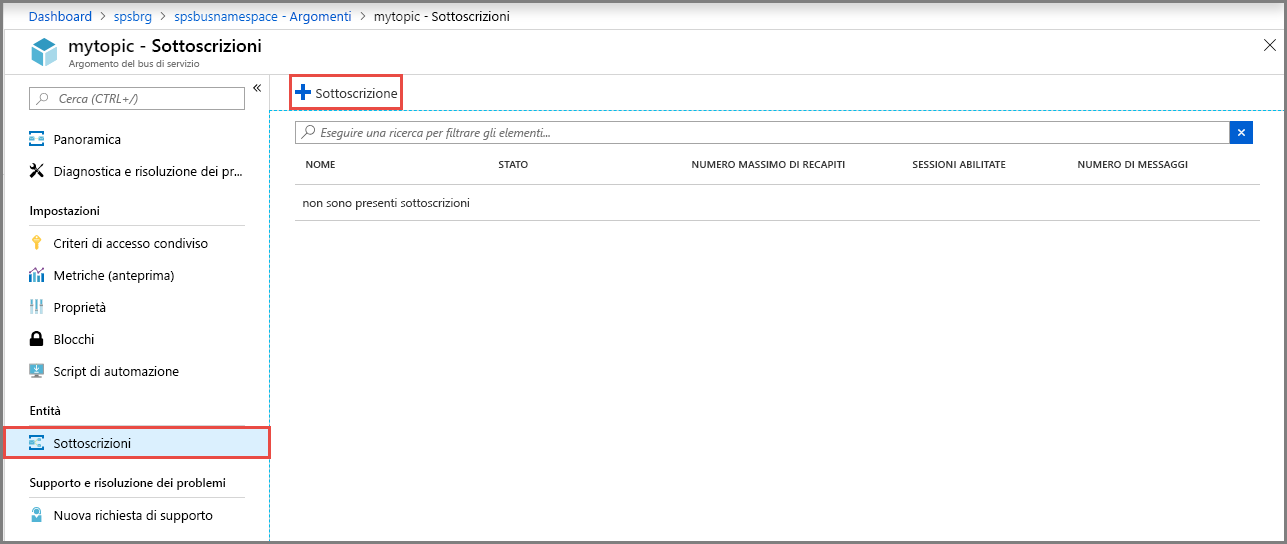 Dashboard > spsbrg > spsbusnamespace - Argomenti > mytopic - Sottoscrizioni
mytopic - Sottoscrizioni
Argomento del bus di servizio
Cerca (CTRL+/)
«
Panoramica
Diagnostica e risoluzione dei pr...
Impostazioni
Criteri di accesso condiviso
Metriche (anteprima)
Proprietà
Blocchi
Script di automazione
Entità
Sottoscrizioni
Supporto e risoluzione dei problemi
Nuova richiesta di supporto
Sottoscrizione
Eseguire una ricerca per filtrare gli elementi...
NOME STATO NUMERO MASSIMO DI RECAPITI SESSIONI ABILITATE NUMERO DI MESSAGGI
non sono presenti sottoscrizioni